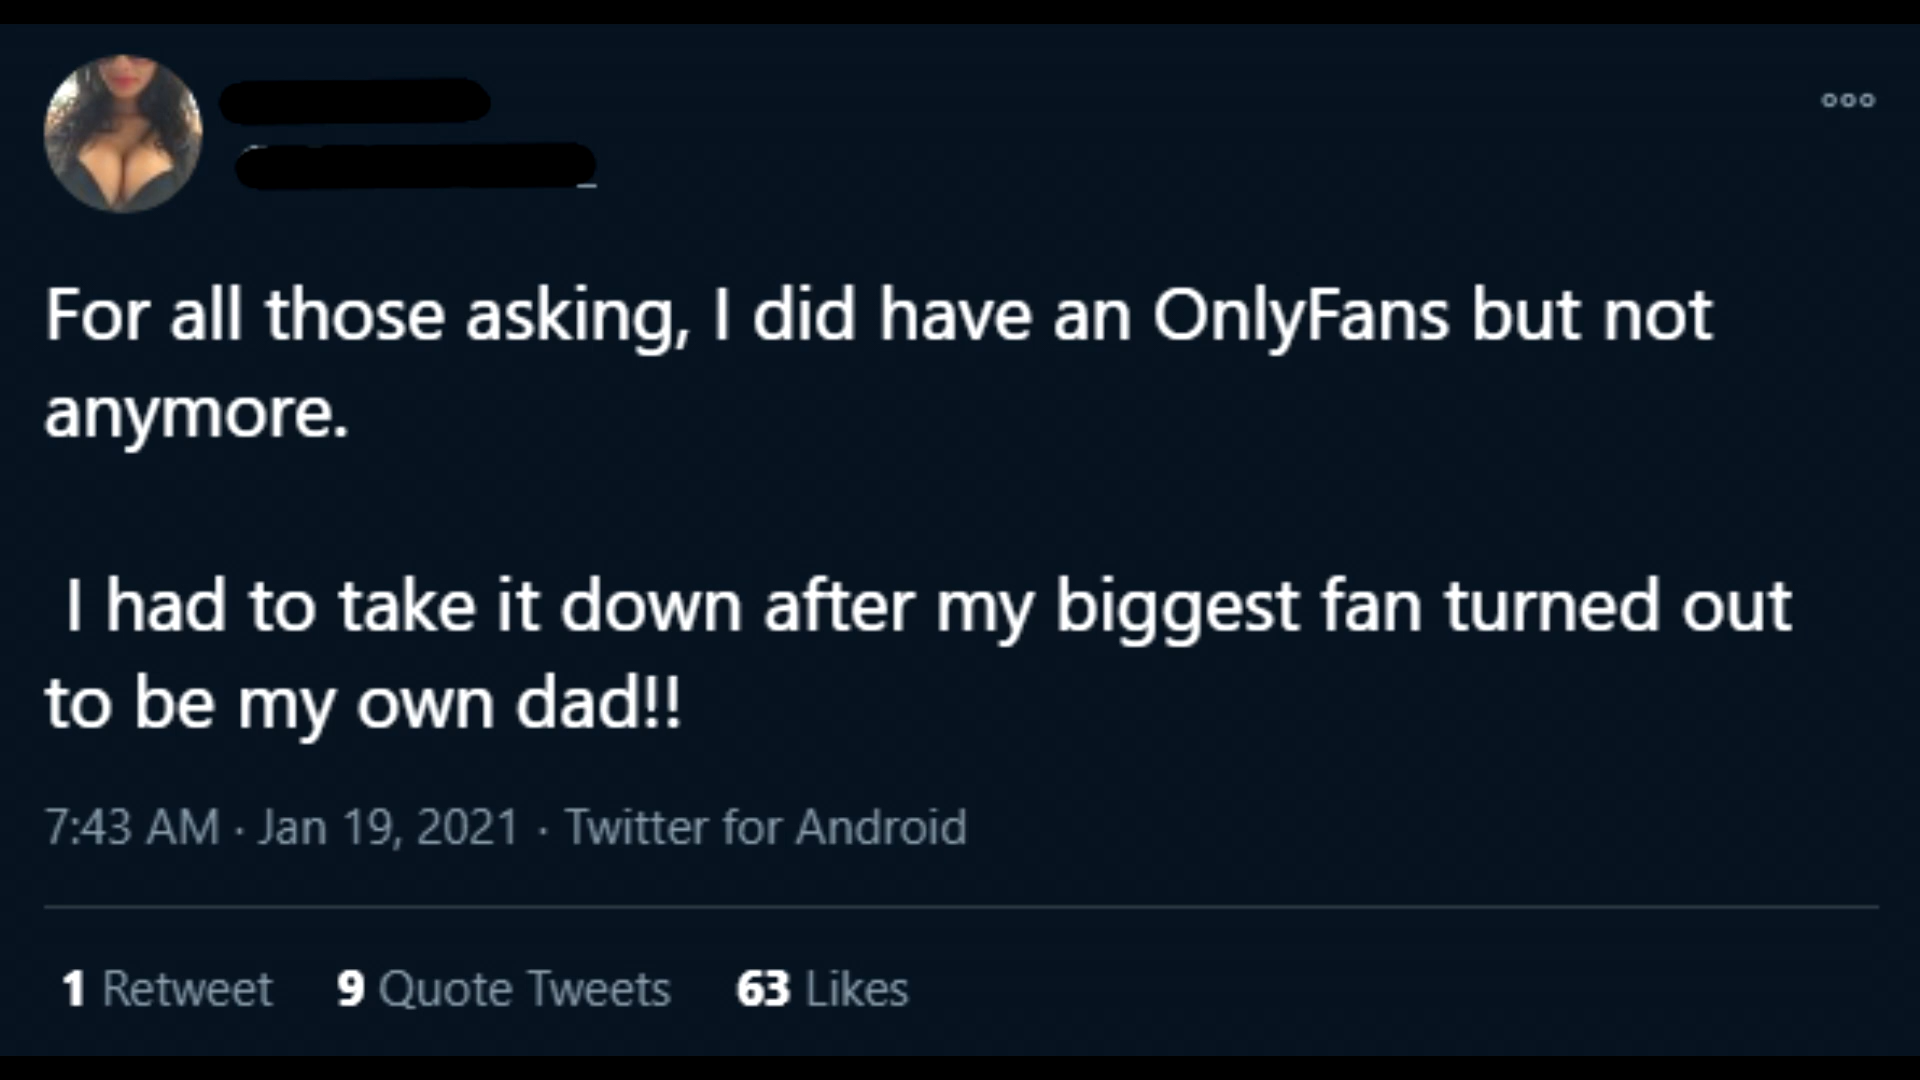 For all those asking, I did have an OnlyFans but not
anymore.
I had to take it down after my biggest fan turned out
to be my own dad!!
7:43 AM · Jan 19, 2021 · Twitter for Android
1 Retweet 9 Quote Tweets 63 Likes